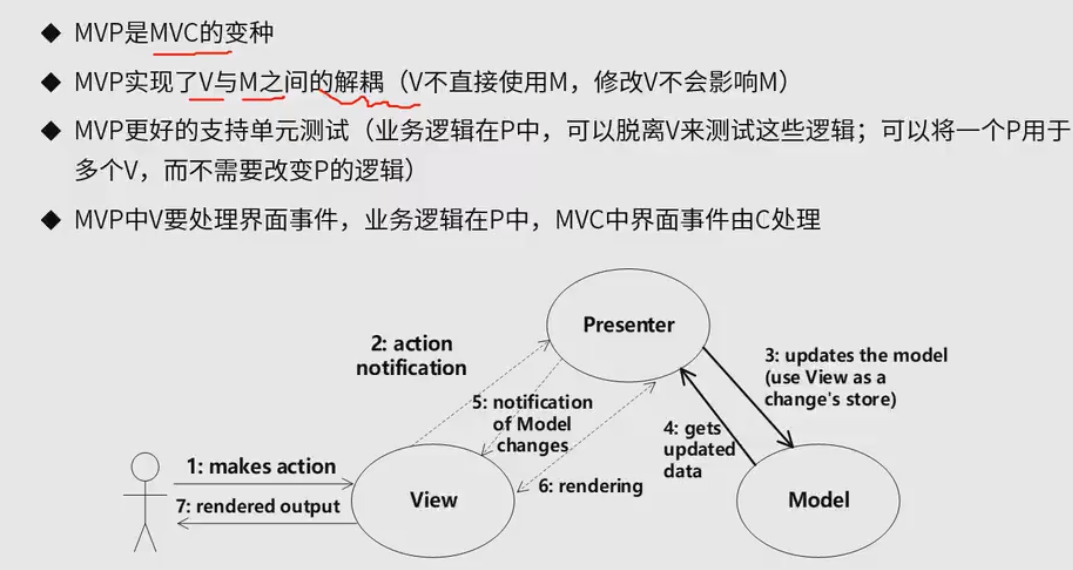 ◆ MVP是MVC的变种
◆ MVP实现了V与M之间的解耦（V不直接使用M，修改V不会影响M）
◆ MVP更好的支持单元测试（业务逻辑在P中，可以脱离V来测试这些逻辑；可以将一个P用于
多个V，而不需要改变P的逻辑）
◆ MVP中V要处理界面事件，业务逻辑在P中，MVC中界面事件由C处理
Presenter
2: action
notification
3: updates the model
(use View as a
change's store)
5: notification
of Model
changes
4: gets
updated
data
1: makes action
6: rendering
View
Model
7: rendered output